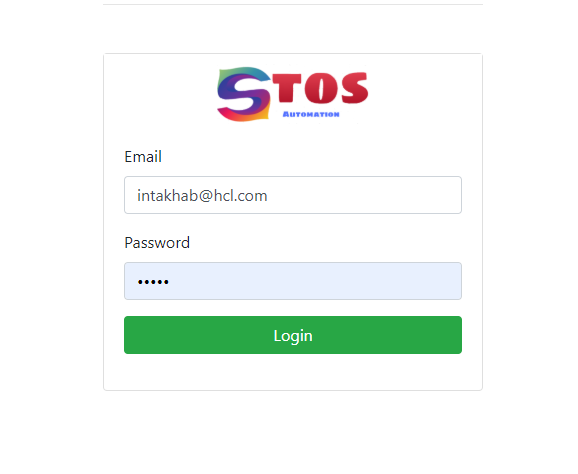 STOS
AUTOMATION
Email
intakhab@hcl.com
Password
•••••
Login